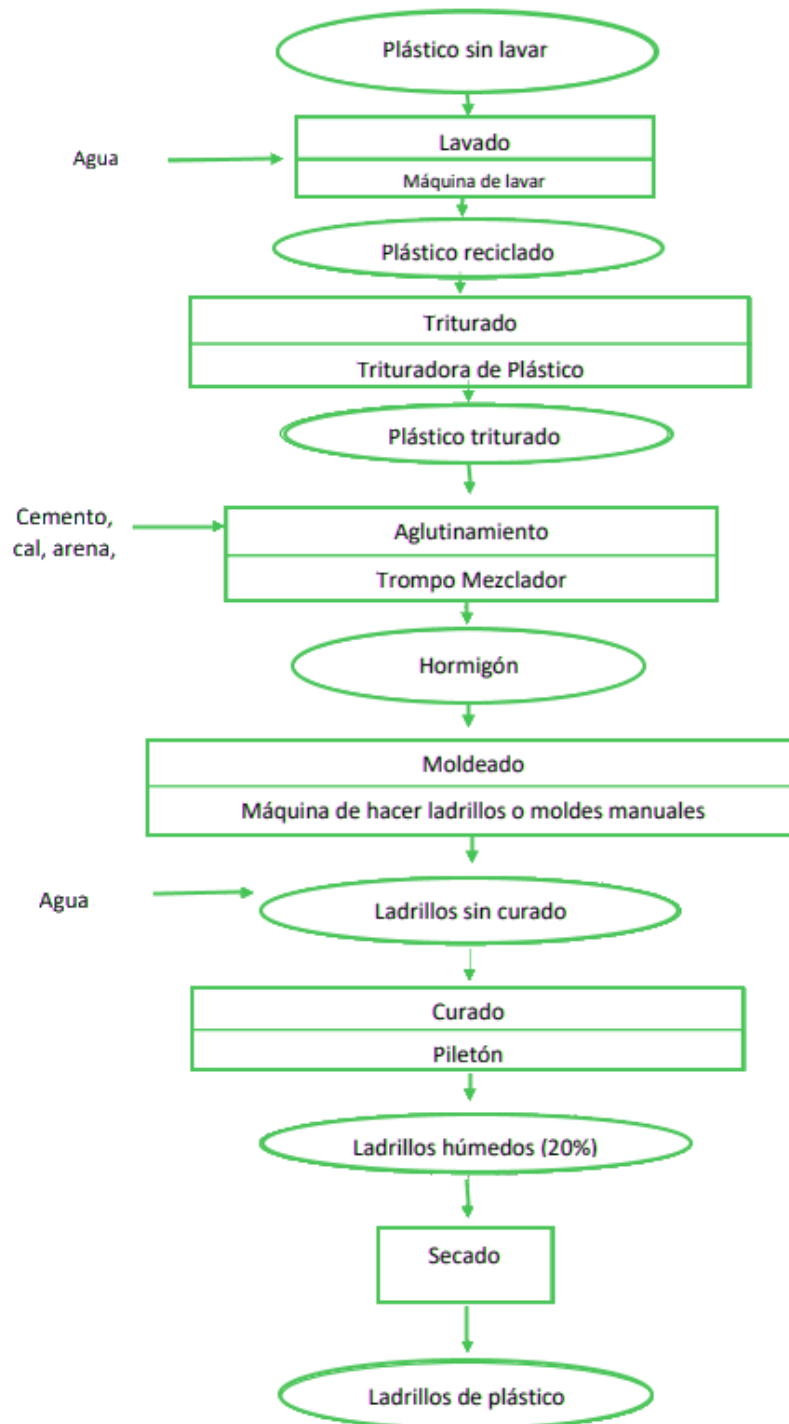 Plástico sin lavar
Agua
Lavado
Máquina de lavar
Plástico reciclado
Triturado
Trituradora de Plástico
Plástico triturado
Cemento,
cal, arena,
Aglutinamiento
Trompo Mezclador
Hormigón
Moldeado
Máquina de hacer ladrillos o moldes manuales
Agua
Ladrillos sin curado
Curado
Piletón
Ladrillos húmedos (20%)
Secado
Ladrillos de plástico